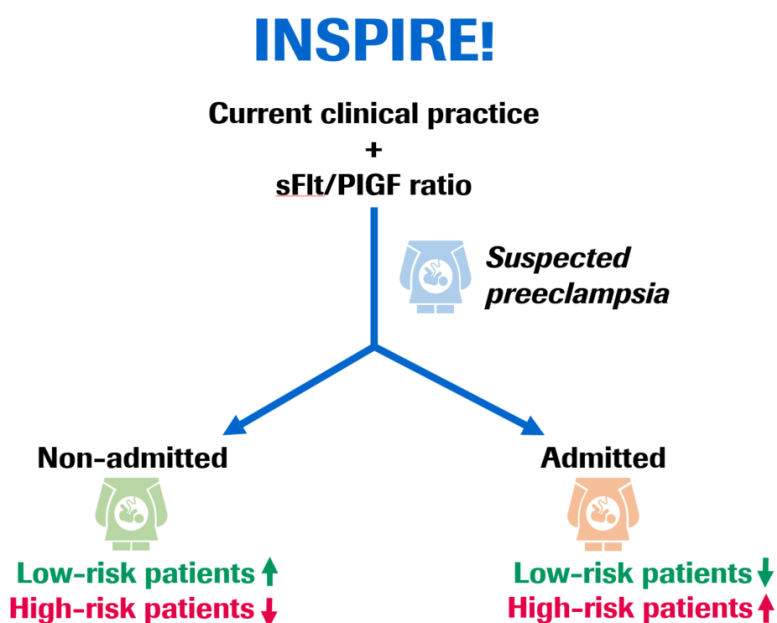 INSPIRE!
Current clinical practice
+
sFlt/PlGF ratio
Suspected
preeclampsia
Non-admitted
Admitted
Low-risk patients ↑
High-risk patients ↓
Low-risk patients ↓
High-risk patients ↑